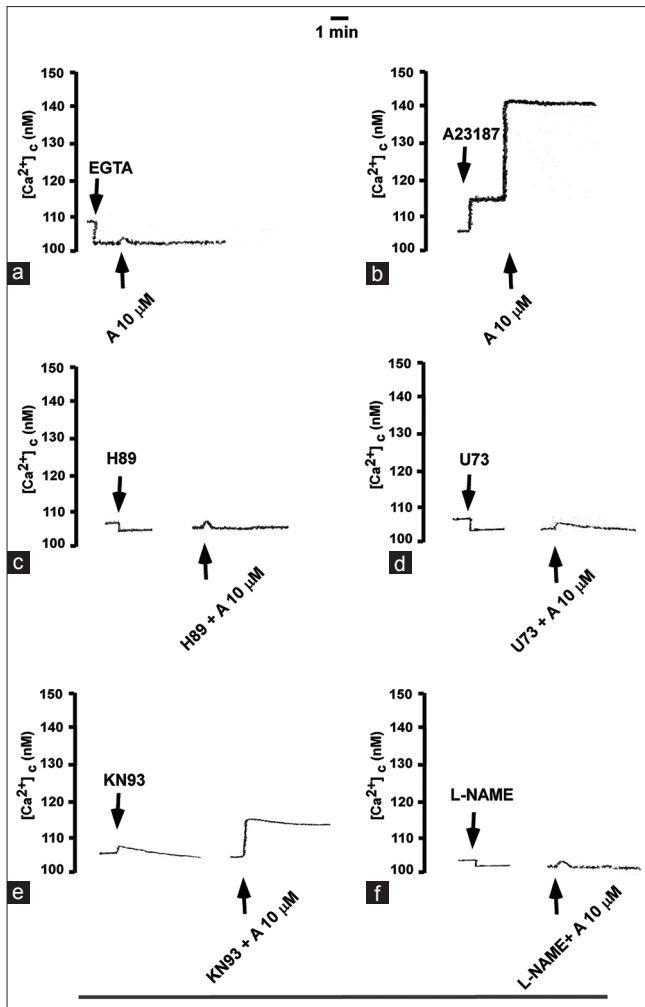 1 min
150
140
130
120
110
100
[Ca2+] c (nM)
EGTA
A 10 µM
a
150
140
130
120
110
100
[Ca2+] c (nM)
A23187
A 10 µM
b
150
140
130
120
110
100
[Ca2+] c (nM)
H89
H89 + A 10 µM
c
150
140
130
120
110
100
[Ca2+] c (nM)
U73
U73 + A 10 µM
d
150
140
130
120
110
100
[Ca2+] c (nM)
KN93
KN93 + A 10 µM
e
150
140
130
120
110
100
[Ca2+] c (nM)
L-NAME
L-NAME+ A 10 µM
f